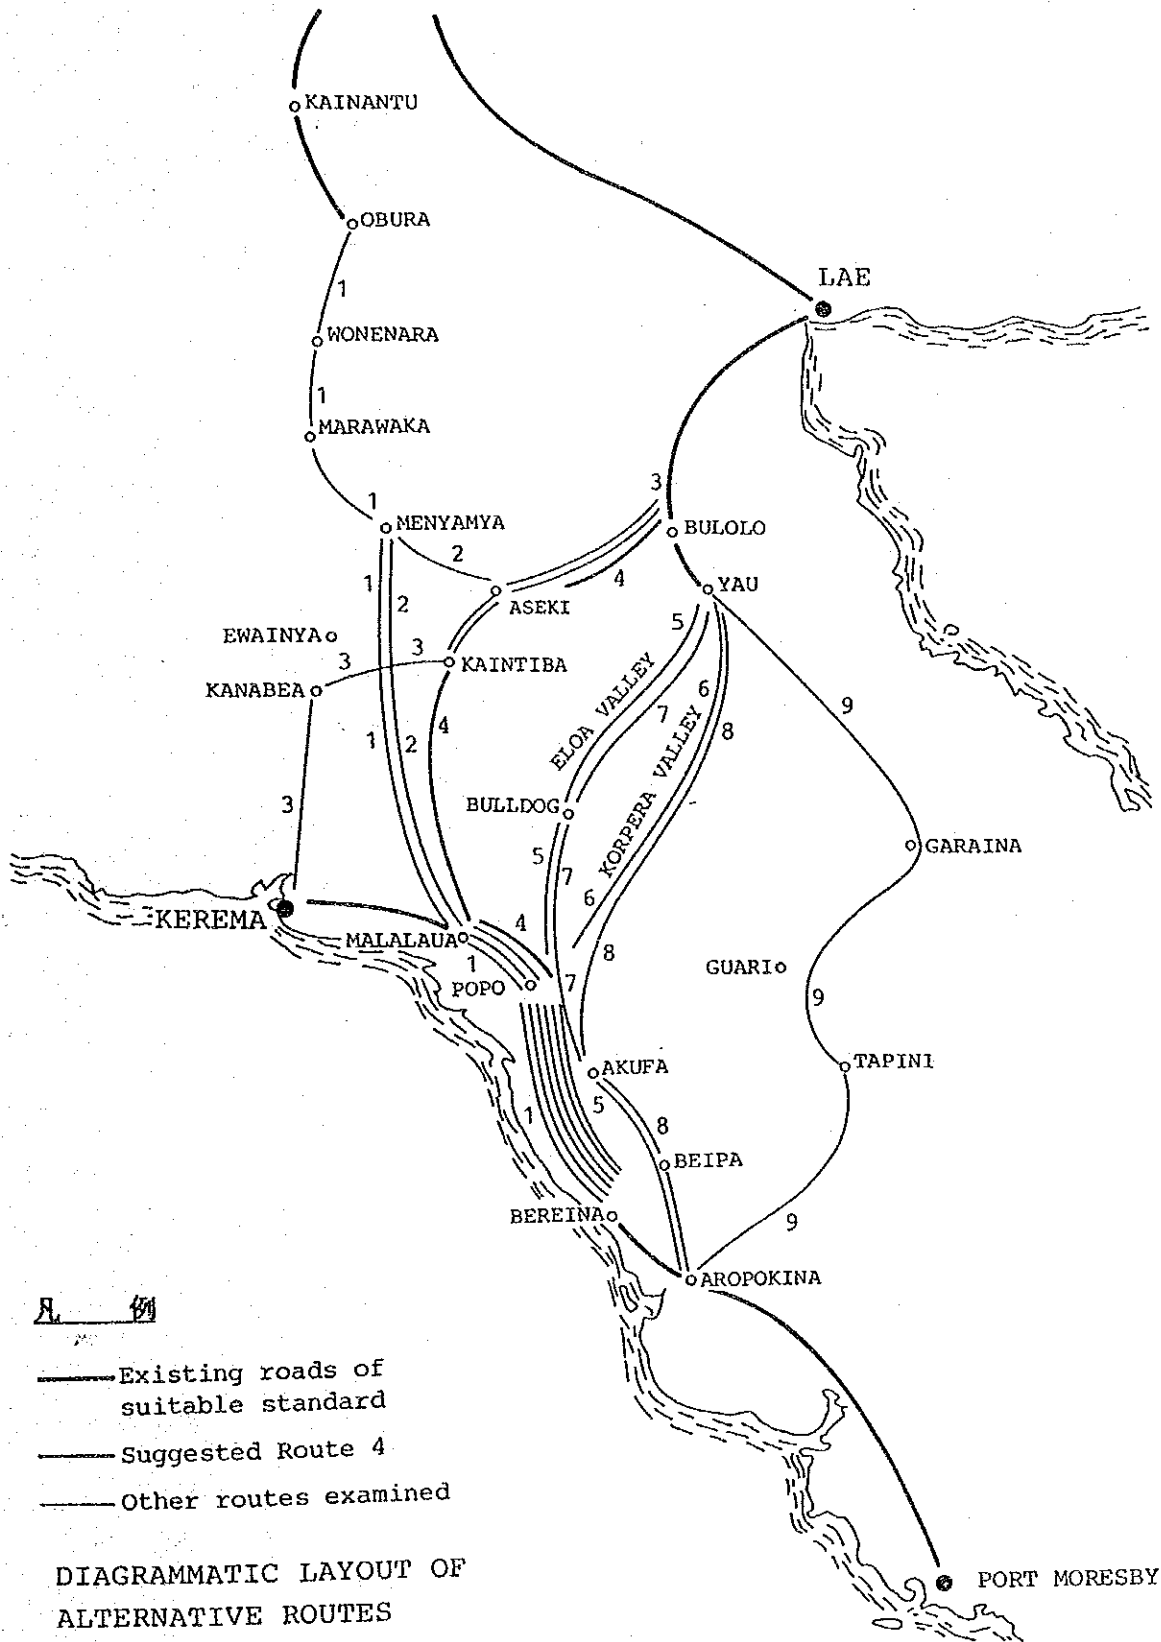 KAINANTU
OBURA
1
LAE
WONENARA
1
MARAWAKA
3
1
MENYAMYA
BULOLO
2
4
1
YAU
2
ASEKI
5
EWAINYA
3
3
KAINTIBA
KANABEA
ELOA VALLEY
6
4
7
9
1
2
KORPERA VALLEY
8
3
BULLDOG
GARAINA
5
7
6
KEREMA
4
MALALAUA
8
1
GUARI
POPO
7
9
AKUFA
TAPINI
1
5
8
BEIPA
BEREINA
9
AROPOKINA
凡 例
Existing roads of
suitable standard
Suggested Route 4
Other routes examined
DIAGRAMMATIC LAYOUT OF
ALTERNATIVE ROUTES
PORT MORESBY